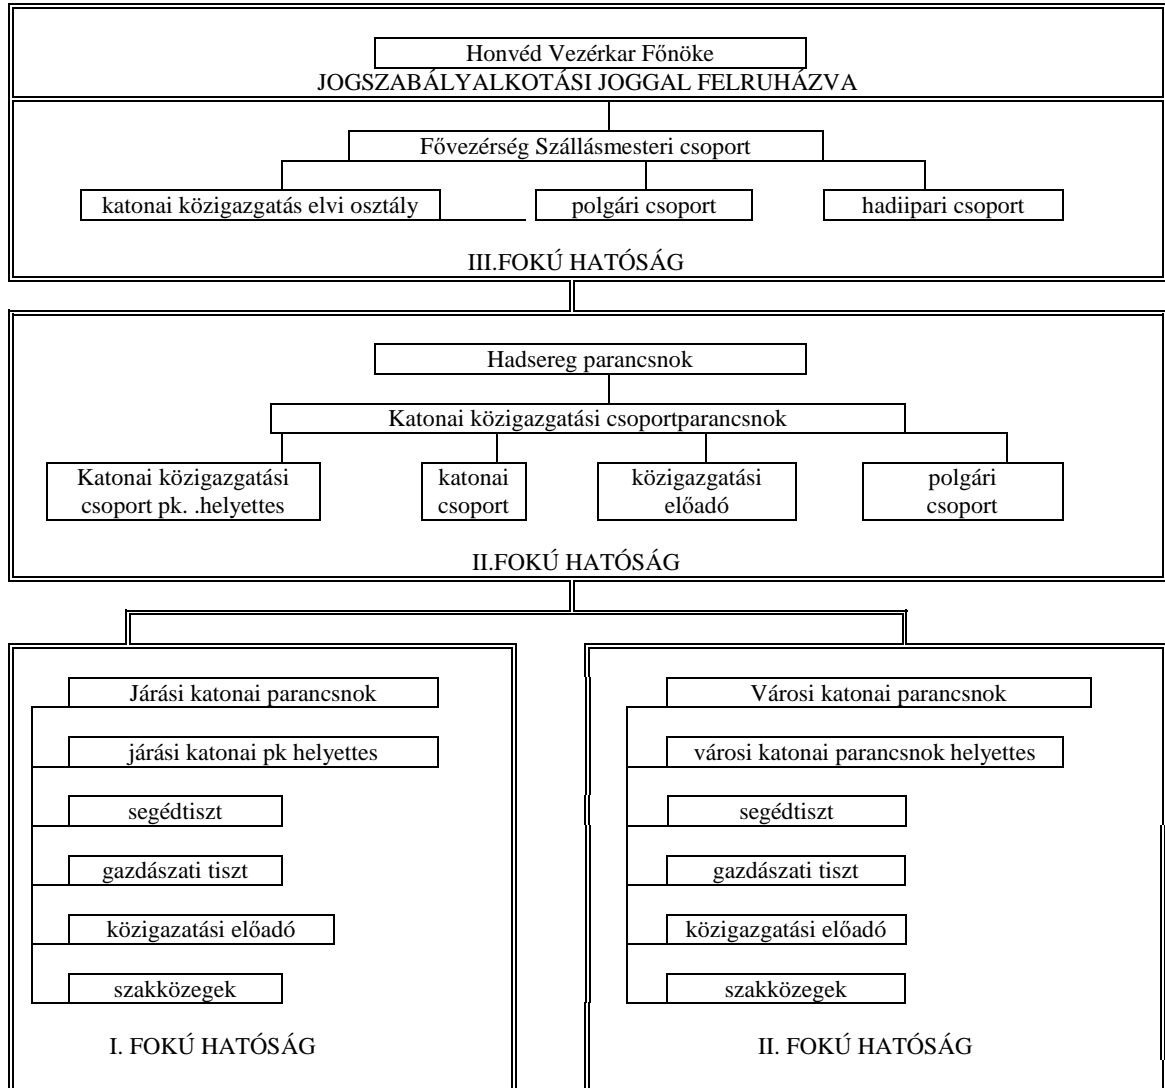 Honvéd Vezérkar Főnöke
JOGSZABÁLYALKOTÁSI JOGGAL FELRUHÁZVA
Fővezérség Szállásmesteri csoport
katonai közigazgatás elvi osztály
polgári csoport
hadiipari csoport
III.FOKÚ HATÓSÁG
Hadsereg parancsnok
Katonai közigazgatási csoportparancsnok
Katonai közigazgatási
csoport pk. .helyettes
katonai
csoport
közigazgatási
előadó
polgári
csoport
II.FOKÚ HATÓSÁG
Járási katonai parancsnok
járási katonai pk helyettes
segédtiszt
gazdászati tiszt
közigazatási előadó
szakközegek
I. FOKÚ HATÓSÁG
Városi katonai parancsnok
városi katonai parancsnok helyettes
segédtiszt
gazdászati tiszt
közigazgatási előadó
szakközegek
II. FOKÚ HATÓSÁG